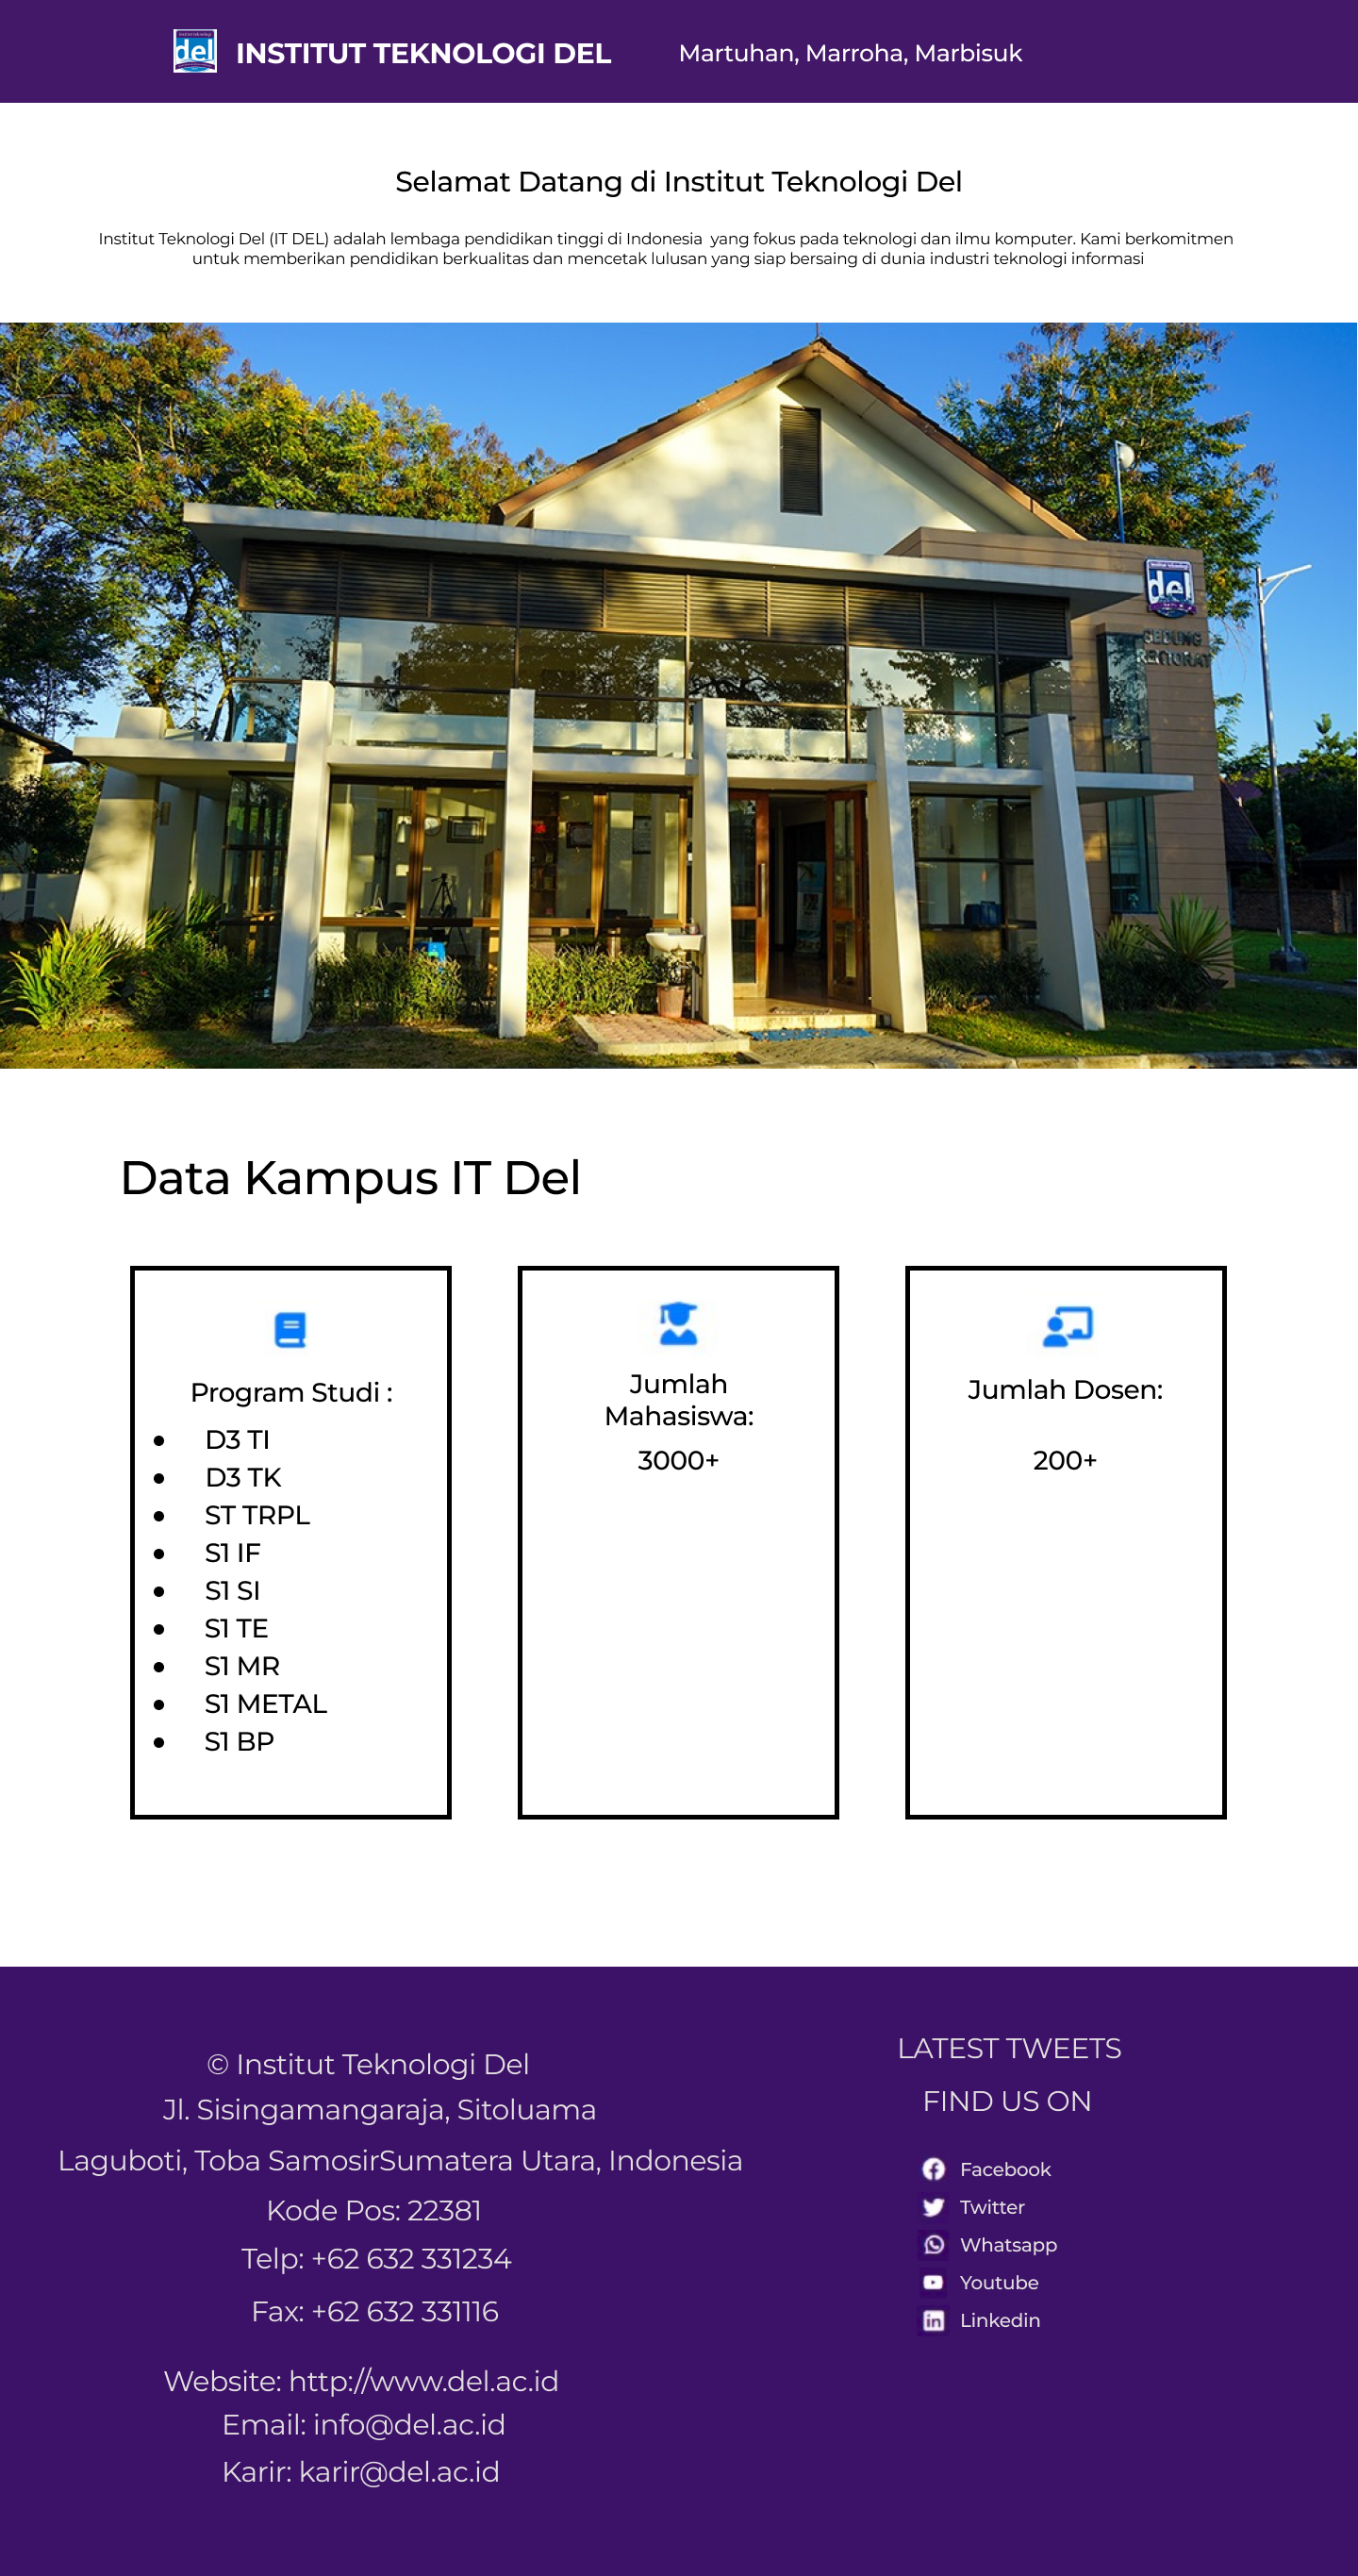 institut teknologi
del
INSTITUT TEKNOLOGI DEL
Martuhan, Marroha, Marbisuk
Selamat Datang di Institut Teknologi Del
Institut Teknologi Del (IT DEL) adalah lembaga pendidikan tinggi di Indonesia yang fokus pada teknologi dan ilmu komputer. Kami berkomitmen
untuk memberikan pendidikan berkualitas dan mencetak lulusan yang siap bersaing di dunia industri teknologi informasi
institut teknologi
del
GEDUNG
REKTORAT
Data Kampus IT Del
Program Studi :
● D3 TI
● D3 TK
● ST TRPL
● S1 IF
● S1 SI
● S1 TE
● S1 MR
● S1 METAL
● S1 BP
Jumlah
Mahasiswa:
3000+
Jumlah Dosen:
200+
© Institut Teknologi Del
Jl. Sisingamangaraja, Sitoluama
Laguboti, Toba SamosirSumatera Utara, Indonesia
Kode Pos: 22381
Telp: +62 632 331234
Fax: +62 632 331116
Website: http://www.del.ac.id
Email: info@del.ac.id
Karir: karir@del.ac.id
LATEST TWEETS
FIND US ON
Facebook
Twitter
Whatsapp
Youtube
in Linkedin